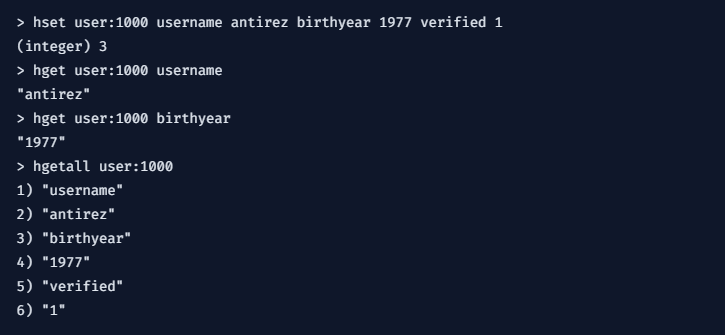 > hset user:1000 username antirez birthyear 1977 verified 1
(integer) 3
> hget user:1000 username
"antirez"
> hget user:1000 birthyear
"1977"
> hgetall user:1000
1) "username"
2) "antirez"
3) "birthyear"
4) "1977"
5) "verified"
6) "1"